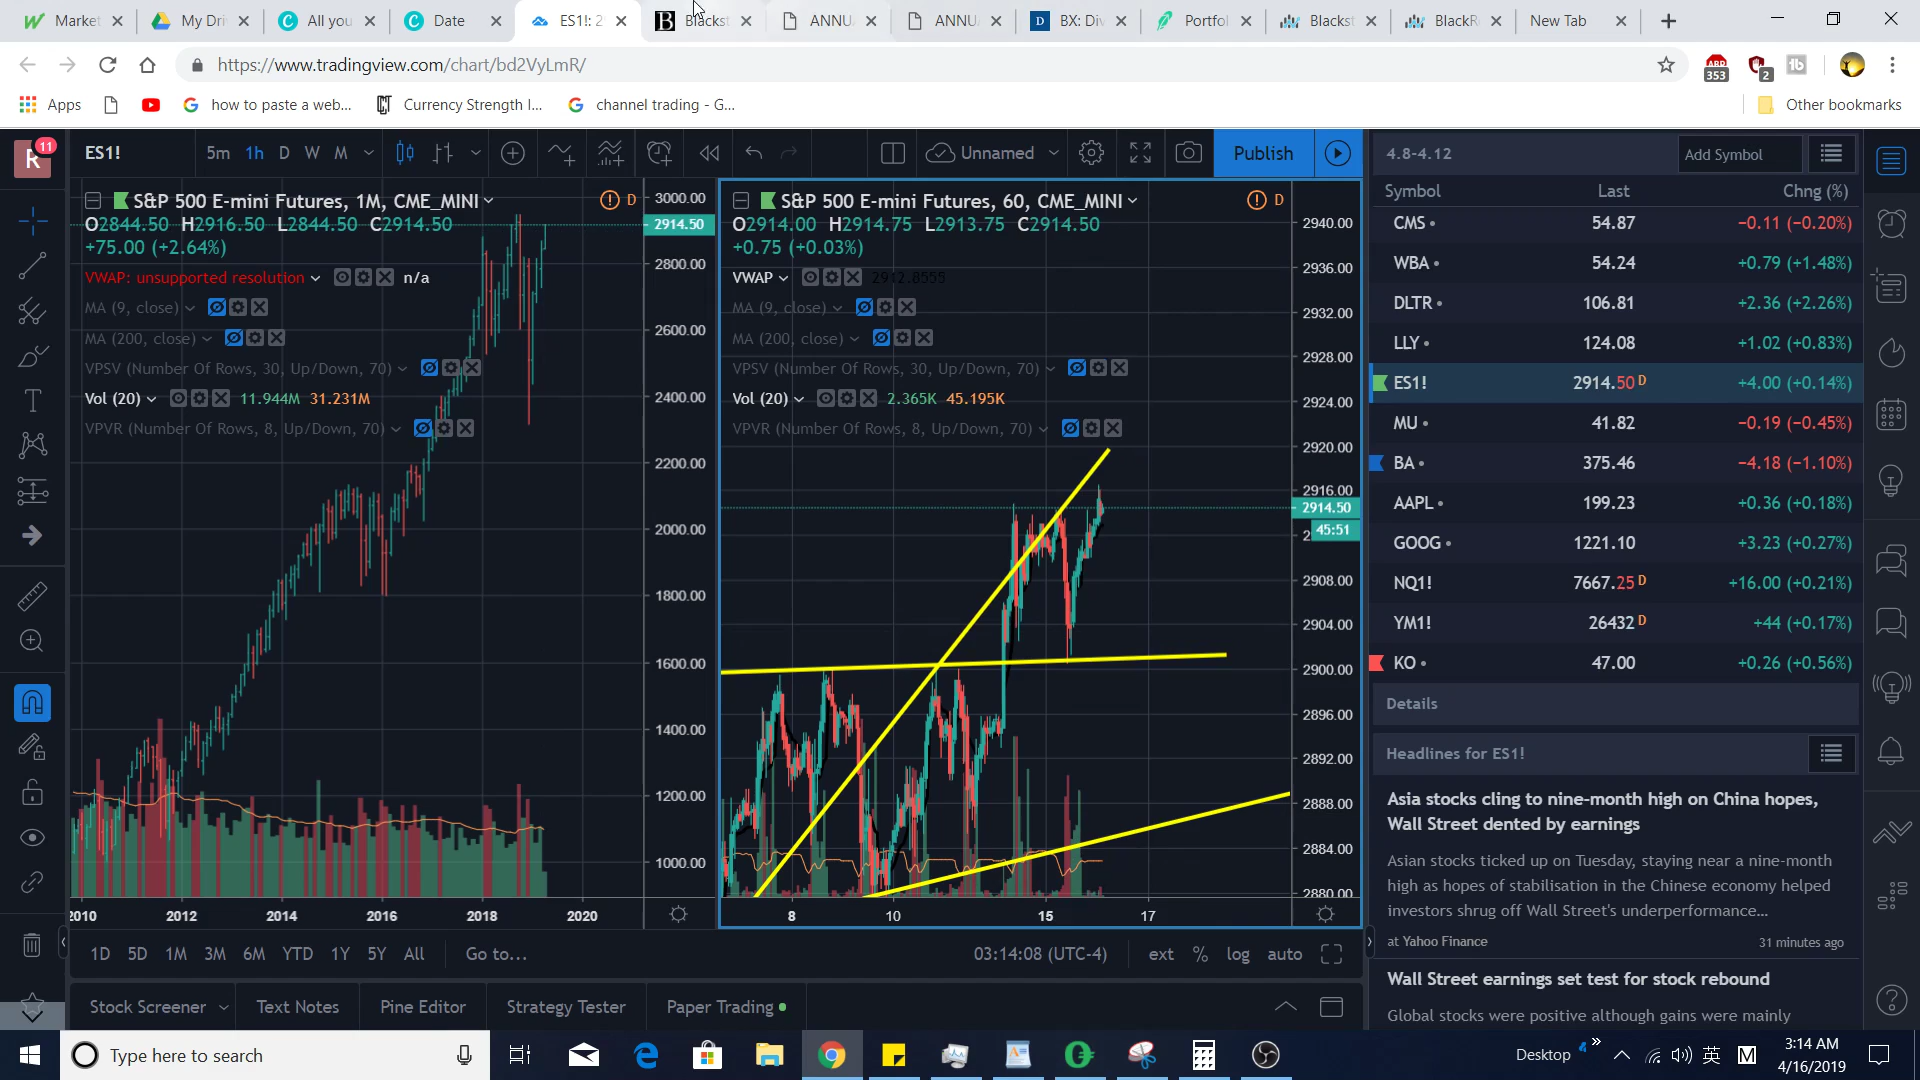 Market
My Driv
All you
Date
ES1!: 2
Blackst
ANNUA
ANNUA
BX: Div
Portfol
Blackst
BlackR
New Tab
https://www.tradingview.com/chart/bd2VyLmR/
353
2
Apps
how to paste a web...
Currency Strength I...
channel trading - G...
Other bookmarks
R
11
ES1!
5m 1h D W M
Unnamed
Publish
4.8-4.12
Add Symbol
S&P 500 E-mini Futures, 1M, CME_MINI
D
O2844.50 H2916.50 L2844.50 C2914.50
+75.00 (+2.64%)
VWAP: unsupported resolution
n/a
MA (9, close)
MA (200, close)
VPSV (Number Of Rows, 30, Up/Down, 70)
Vol (20)
11.944M 31.231M
VPVR (Number Of Rows, 8, Up/Down, 70)
3000.00
2914.50
2800.00
2600.00
2400.00
2200.00
2000.00
1800.00
1600.00
1400.00
1200.00
1000.00
2010 2012 2014 2016 2018 2020
S&P 500 E-mini Futures, 60, CME_MINI
D
O2914.00 H2914.75 L2913.75 C2914.50
+0.75 (+0.03%)
VWAP
2912.8555
MA (9, close)
MA (200, close)
VPSV (Number Of Rows, 30, Up/Down, 70)
Vol (20)
2.365K 45.195K
VPVR (Number Of Rows, 8, Up/Down, 70)
2940.00
2936.00
2932.00
2928.00
2924.00
2920.00
2916.00
2914.50
45:51
2908.00
2904.00
2900.00
2896.00
2892.00
2888.00
2884.00
2880.00
8 10 15 17
Symbol Last Chng (%)
CMS 54.87 −0.11 (−0.20%)
WBA 54.24 +0.79 (+1.48%)
DLTR 106.81 +2.36 (+2.26%)
LLY 124.08 +1.02 (+0.83%)
ES1! 2914.50 D +4.00 (+0.14%)
MU 41.82 −0.19 (−0.45%)
BA 375.46 −4.18 (−1.10%)
AAPL 199.23 +0.36 (+0.18%)
GOOG 1221.10 +3.23 (+0.27%)
NQ1! 7667.25 D +16.00 (+0.21%)
YM1! 26432 D +44 (+0.17%)
KO 47.00 +0.26 (+0.56%)
Details
Headlines for ES1!
Asia stocks cling to nine-month high on China hopes,
Wall Street dented by earnings
Asian stocks ticked up on Tuesday, staying near a nine-month
high as hopes of stabilisation in the Chinese economy helped
investors shrug off Wall Street's underperformance...
at Yahoo Finance
31 minutes ago
Wall Street earnings set test for stock rebound
Global stocks were positive although gains were mainly
1D 5D 1M 3M 6M YTD 1Y 5Y All
Go to...
03:14:08 (UTC-4)
ext % log auto
Stock Screener
Text Notes
Pine Editor
Strategy Tester
Paper Trading
Type here to search
Desktop
英
M
3:14 AM
4/16/2019